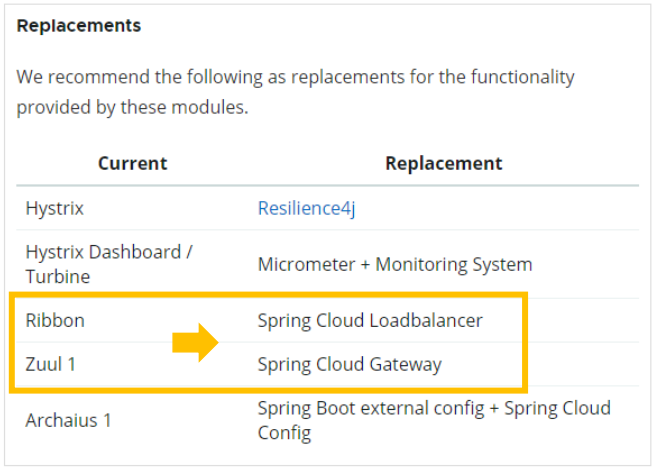 Replacements
We recommend the following as replacements for the functionality
provided by these modules.
Current Replacement
Hystrix Resilience4j
Hystrix Dashboard /
Turbine
Micrometer + Monitoring System
Ribbon Spring Cloud Loadbalancer
Zuul 1 Spring Cloud Gateway
Archaius 1
Spring Boot external config + Spring Cloud
Config